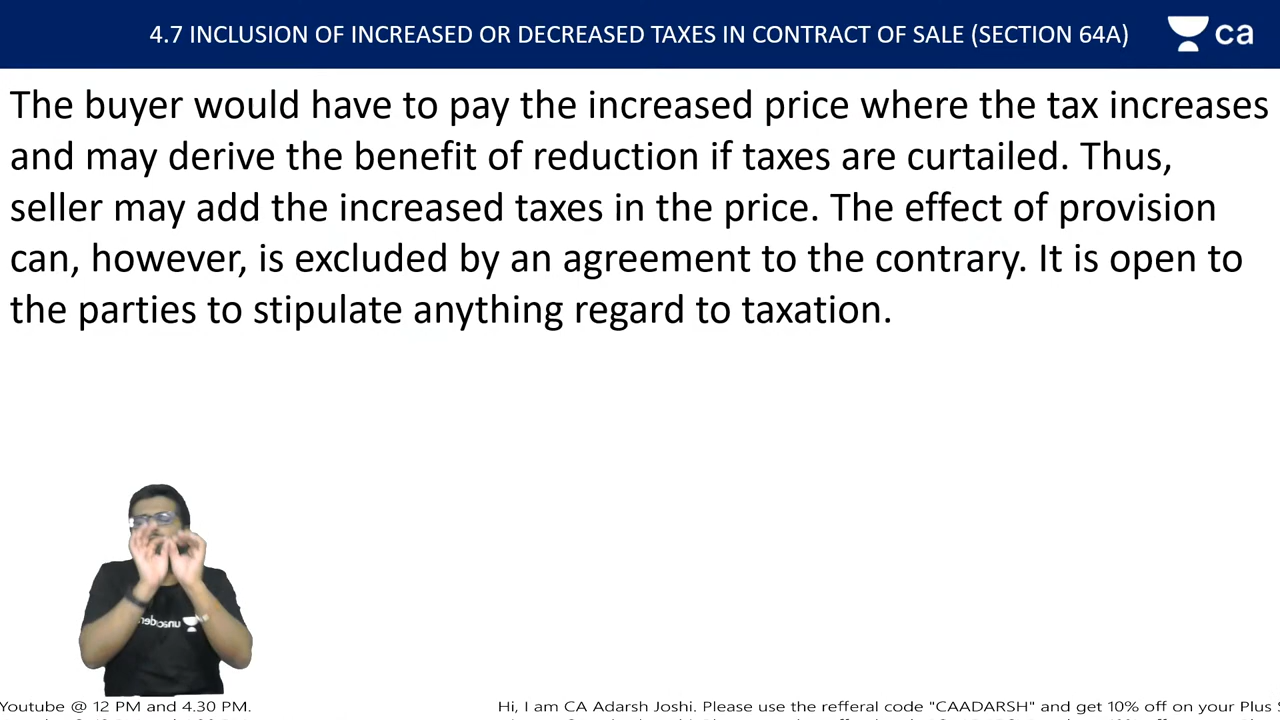 4.7 INCLUSION OF INCREASED OR DECREASED TAXES IN CONTRACT OF SALE (SECTION 64A)
ca
The buyer would have to pay the increased price where the tax increases
and may derive the benefit of reduction if taxes are curtailed. Thus,
seller may add the increased taxes in the price. The effect of provision
can, however, is excluded by an agreement to the contrary. It is open to
the parties to stipulate anything regard to taxation.
Youtube @ 12 PM and 4.30 PM.
Hi, I am CA Adarsh Joshi. Please use the refferal code "CAADARSH" and get 10% off on your Plus S